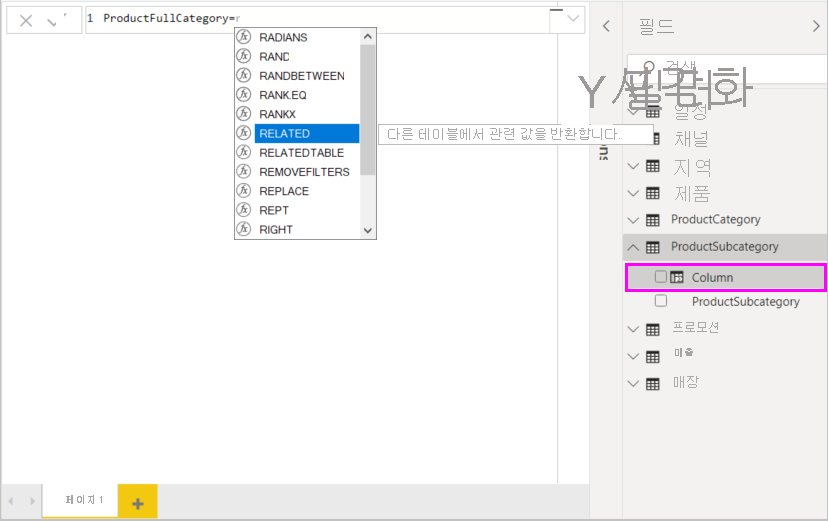 1 ProductFullCategory=r
RADIANS
RAND
RANDBETWEEN
RANK.EQ
RANKX
RELATED
다른 테이블에서 관련 값을 반환합니다.
RELATEDTABLE
REMOVEFILTERS
REPLACE
REPT
RIGHT
필드
검색
일정
채널
지역
제품
ProductCategory
ProductSubcategory
Column
ProductSubcategory
프로모션
매출
매장
페이지 1